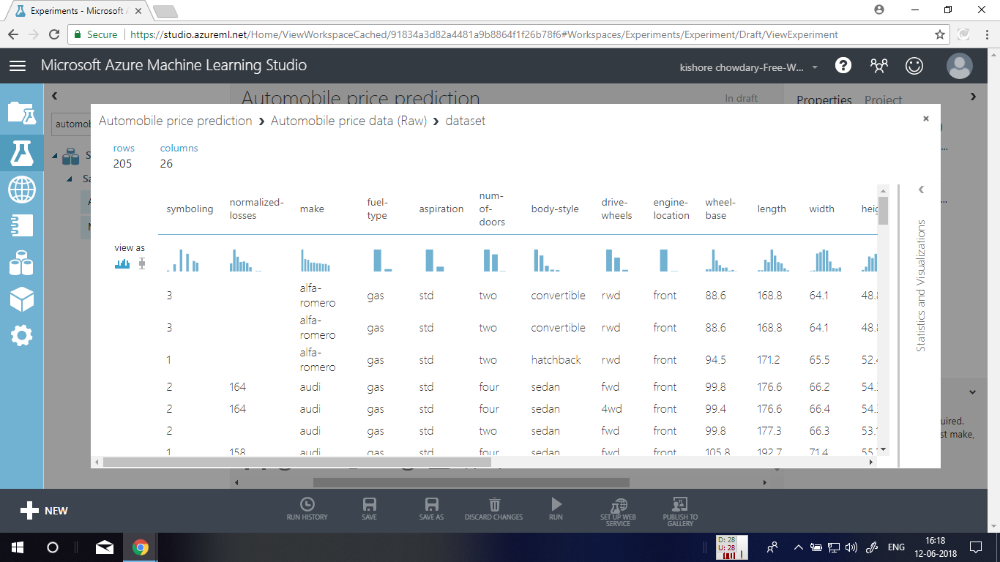 Experiments - Microsoft A
Secure
https://studio.azureml.net/Home/ViewWorkspaceCached/91834a3d82a4481a9b8864f1f26b78f6#Workspaces/Experiments/Experiment/Draft/ViewExperiment
Microsoft Azure Machine Learning Studio
kishore chowdary-Free-W...
Automobile price prediction
In draft
Properties Project
automob
Automobile price prediction > Automobile price data (Raw) > dataset
rows columns
205 26
symboling normalized-losses make fuel-type aspiration num-of-doors body-style drive-wheels engine-location wheel-base length width heig
view as
3 alfa-romero gas std two convertible rwd front 88.6 168.8 64.1 48.8
3 alfa-romero gas std two convertible rwd front 88.6 168.8 64.1 48.8
1 alfa-romero gas std two hatchback rwd front 94.5 171.2 65.5 52.4
2 164 audi gas std four sedan fwd front 99.8 176.6 66.2 54.
2 164 audi gas std four sedan 4wd front 99.4 176.6 66.4 54.
2 audi gas std two sedan fwd front 99.8 177.3 66.3 53.1
1 158 audi gas std four sedan fwd front 105.8 192.7 71.4 55.
Statistics and Visualizations
uired.
st make,
NEW
RUN HISTORY
SAVE
SAVE AS
DISCARD CHANGES
RUN
SET UP WEB SERVICE
PUBLISH TO GALLERY
D: 28
U: 28
ENG
16:18
12-06-2018